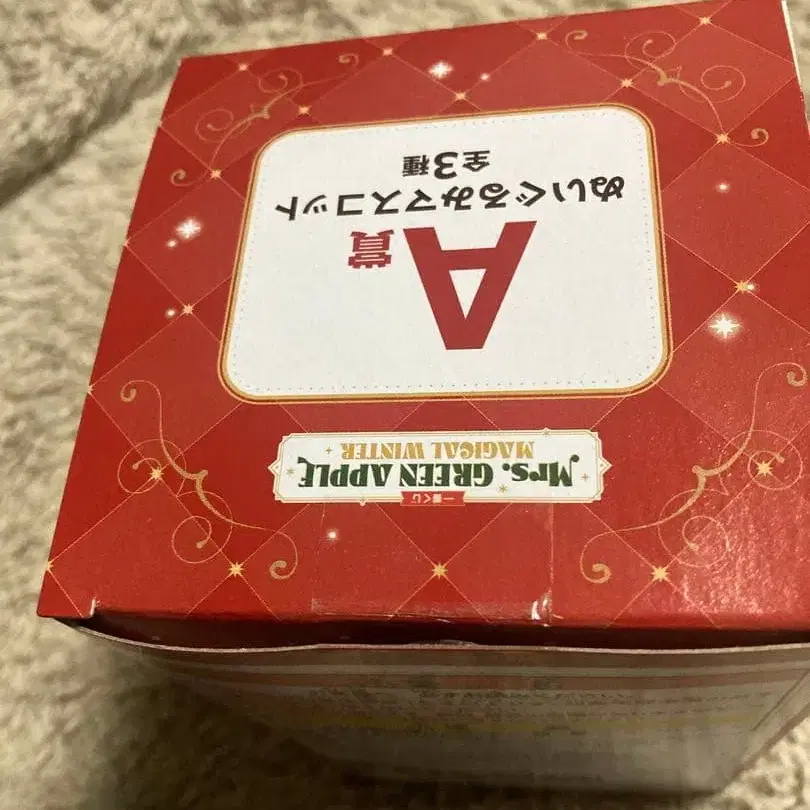 一番くじ
Mrs. GREEN APPLE
MAGICAL WINTER
A賞
ぬいぐるみマスコット
全3種